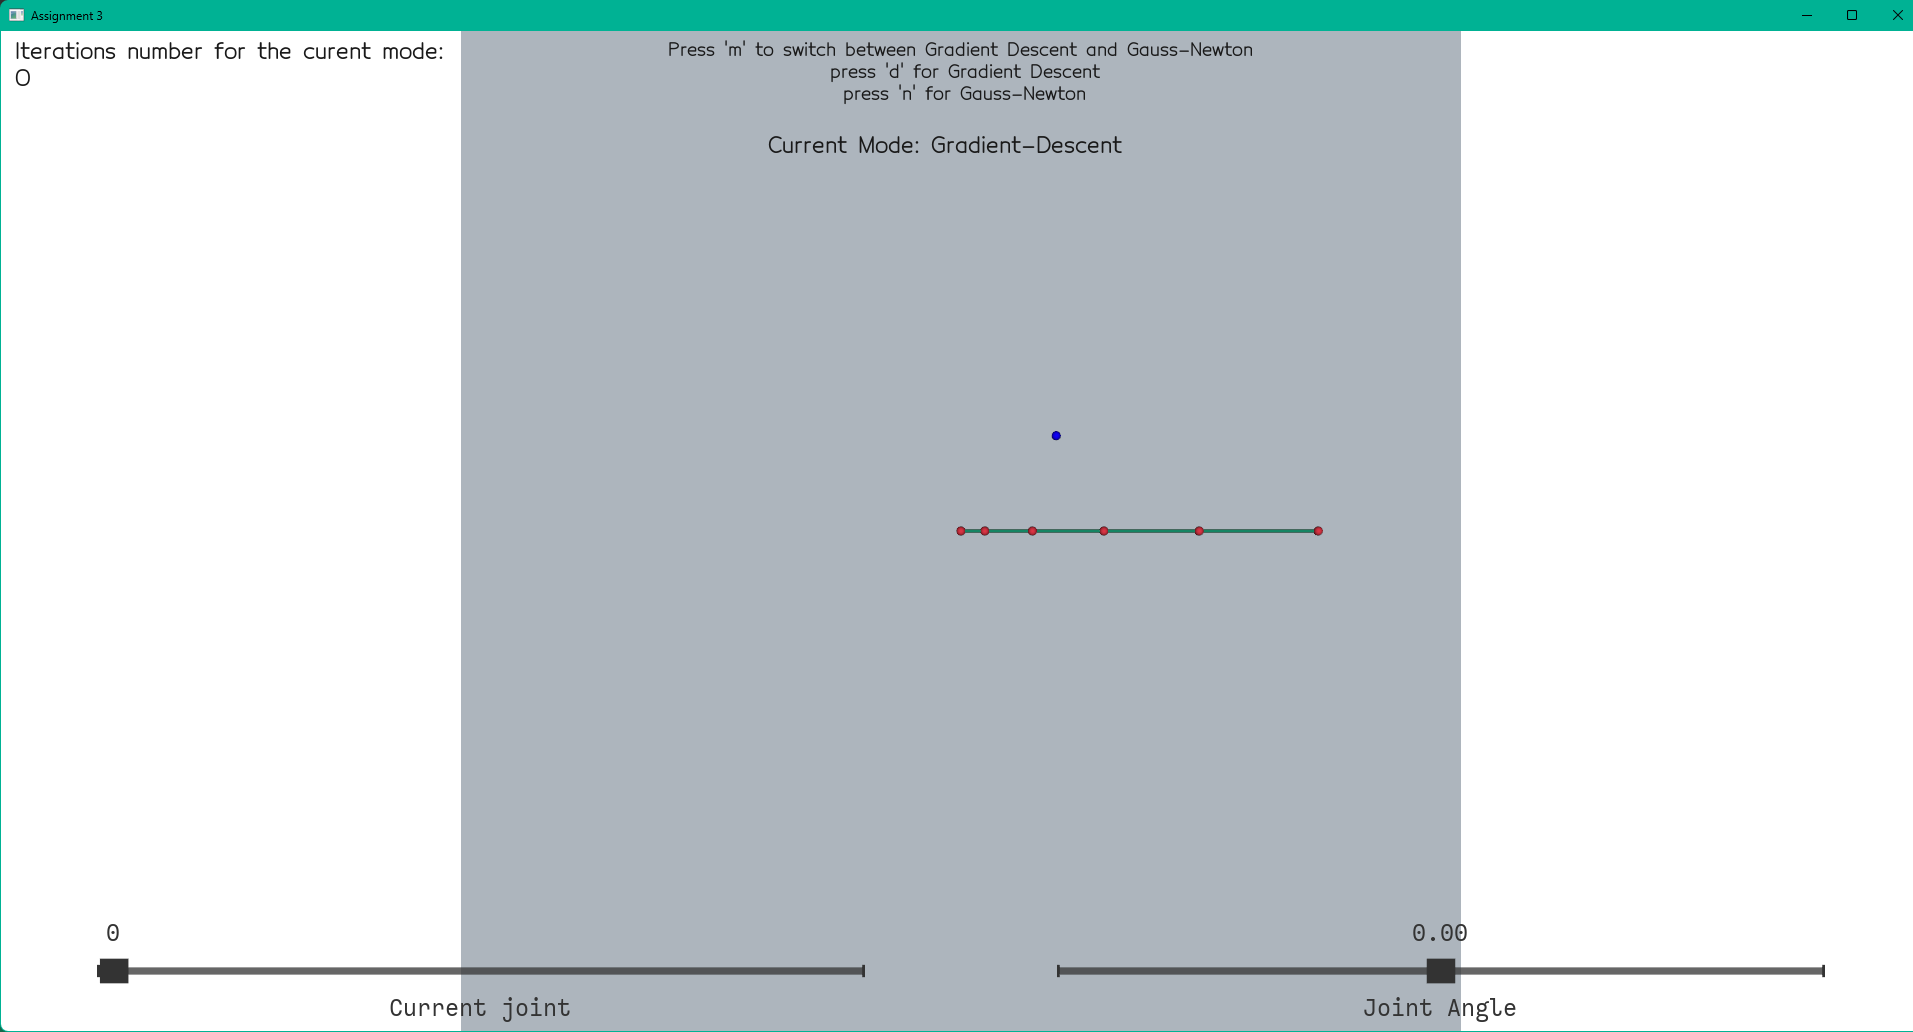 Assignment 3
Iterations number for the curent mode:
0
Press 'm' to switch between Gradient Descent and Gauss-Newton
press 'd' for Gradient Descent
press 'n' for Gauss-Newton
Current Mode: Gradient-Descent
0
0.00
Current joint
Joint Angle